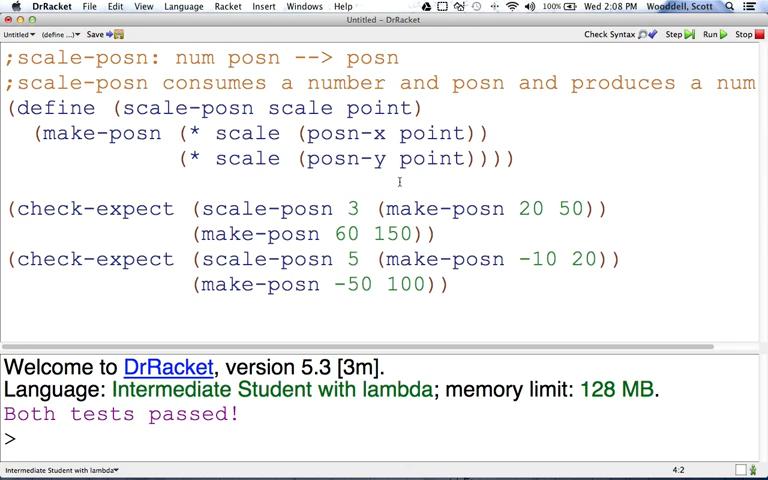 DrRacket File Edit View Language Racket Insert Windows Help 100% Wed 2:08 PM Wooddell, Scott
Untitled - DrRacket
Untitled (define ...) Save Check Syntax Step Run Stop
;scale-posn: num posn --> posn
;scale-posn consumes a number and posn and produces a num
(define (scale-posn scale point)
(make-posn (* scale (posn-x point))
(* scale (posn-y point))))
(check-expect (scale-posn 3 (make-posn 20 50))
(make-posn 60 150))
(check-expect (scale-posn 5 (make-posn -10 20))
(make-posn -50 100))
Welcome to DrRacket, version 5.3 [3m].
Language: Intermediate Student with lambda; memory limit: 128 MB.
Both tests passed!
>
Intermediate Student with lambda 4:2